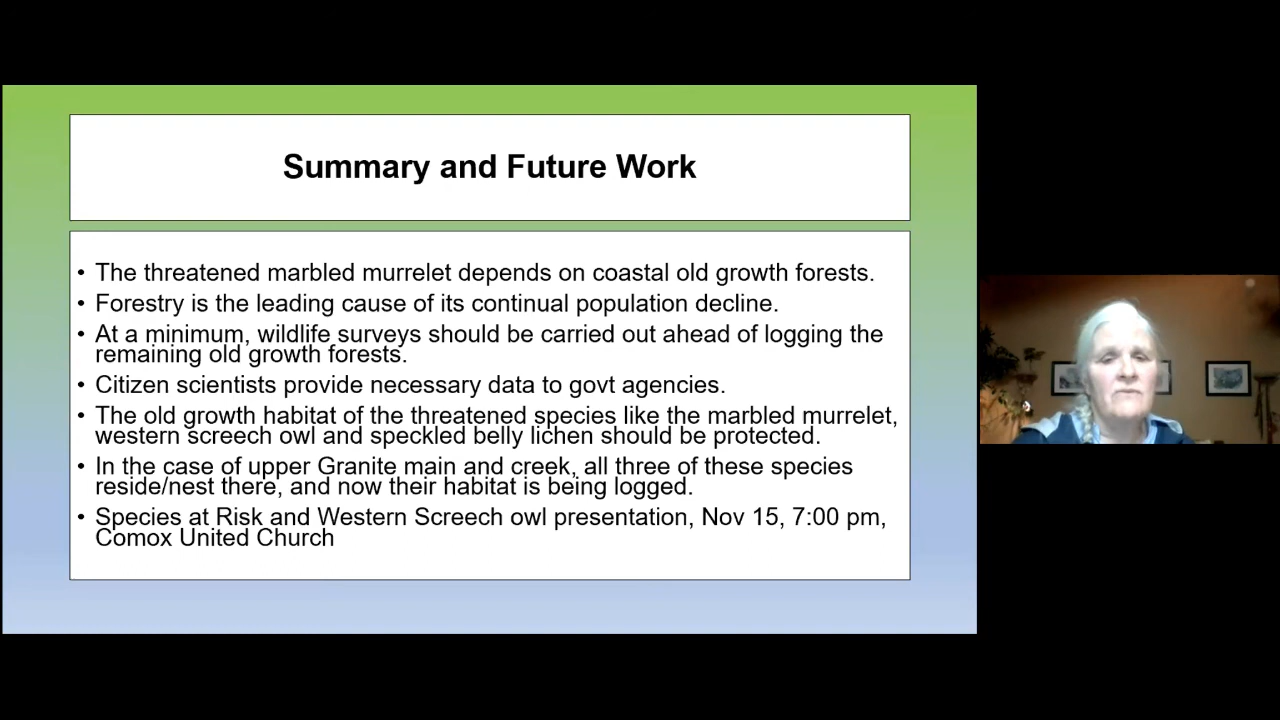 Summary and Future Work
• The threatened marbled murrelet depends on coastal old growth forests.
• Forestry is the leading cause of its continual population decline.
• At a minimum, wildlife surveys should be carried out ahead of logging the
remaining old growth forests.
• Citizen scientists provide necessary data to govt agencies.
• The old growth habitat of the threatened species like the marbled murrelet,
western screech owl and speckled belly lichen should be protected.
• In the case of upper Granite main and creek, all three of these species
reside/nest there, and now their habitat is being logged.
• Species at Risk and Western Screech owl presentation, Nov 15, 7:00 pm,
Comox United Church